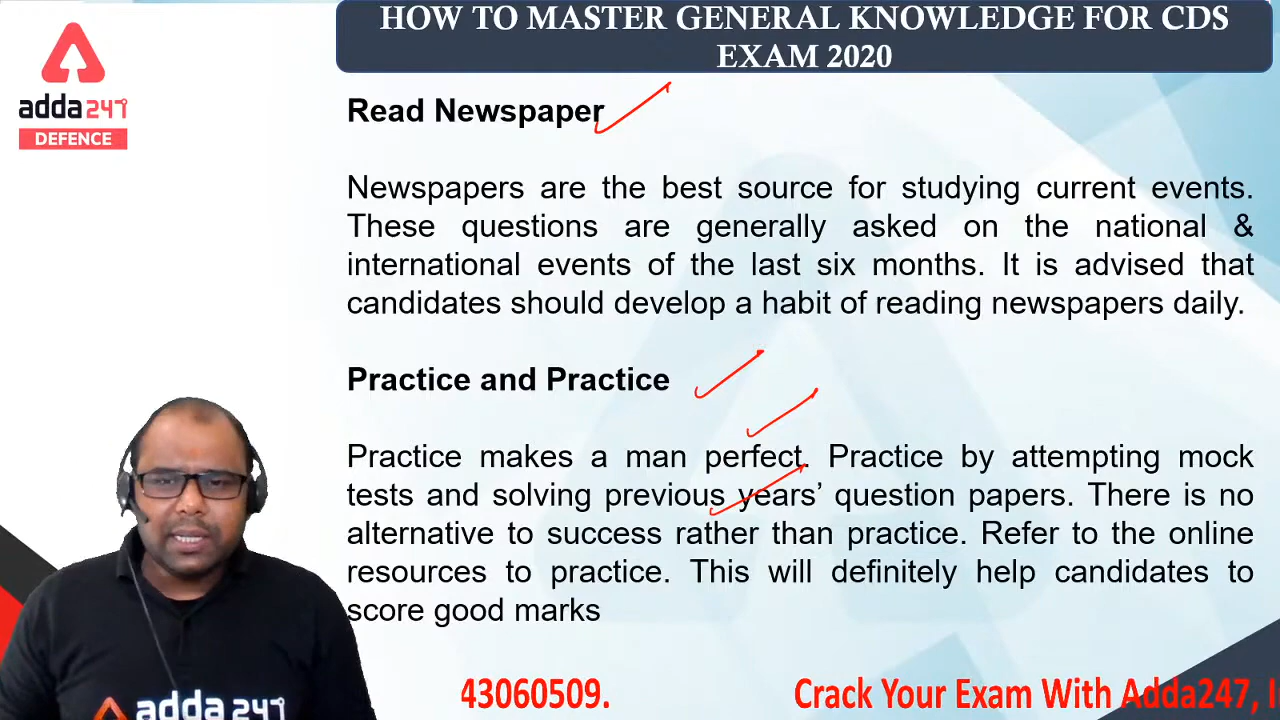 HOW TO MASTER GENERAL KNOWLEDGE FOR CDS
EXAM 2020
adda247
DEFENCE
Read Newspaper
Newspapers are the best source for studying current events.
These questions are generally asked on the national &
international events of the last six months. It is advised that
candidates should develop a habit of reading newspapers daily.
Practice and Practice
Practice makes a man perfect. Practice by attempting mock
tests and solving previous years’ question papers. There is no
alternative to success rather than practice. Refer to the online
resources to practice. This will definitely help candidates to
score good marks
adda247
43060509.
Crack Your Exam With Adda247, I